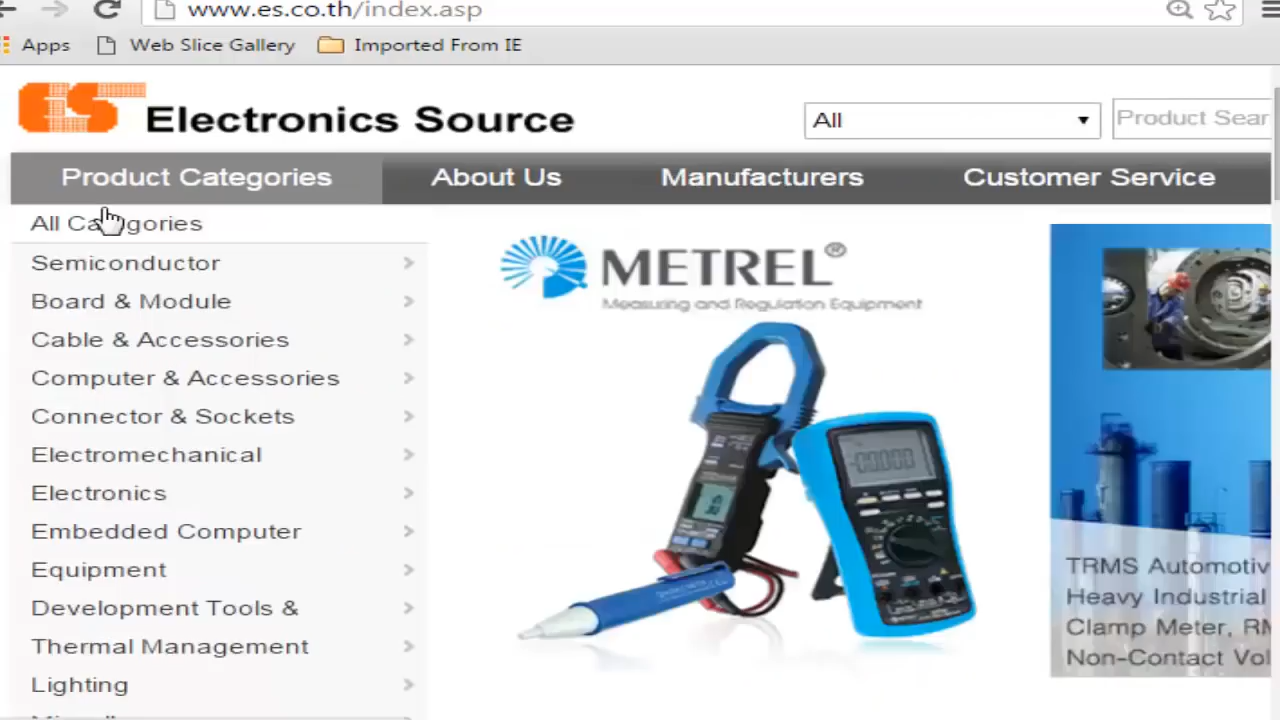 www.es.co.th/index.asp
Apps
Web Slice Gallery
Imported From IE
ES
Electronics Source
All
Product Sear
Product Categories
About Us
Manufacturers
Customer Service
All Categories
Semiconductor
Board & Module
Cable & Accessories
Computer & Accessories
Connector & Sockets
Electromechanical
Electronics
Embedded Computer
Equipment
Development Tools &
Thermal Management
Lighting
METREL®
Measuring and Regulation Equipment
-00.000
TRMS Automotiv
Heavy Industrial
Clamp Meter, RM
Non-Contact Vol